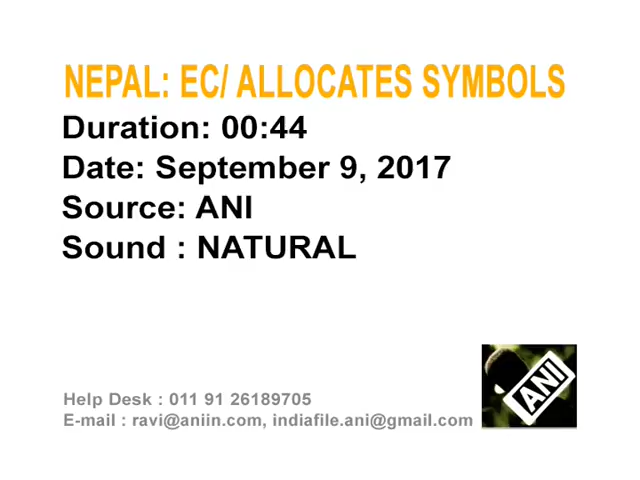 NEPAL: EC/ ALLOCATES SYMBOLS
Duration: 00:44
Date: September 9, 2017
Source: ANI
Sound : NATURAL
Help Desk : 011 91 26189705
E-mail : ravi@aniin.com, indiafile.ani@gmail.com
ANI